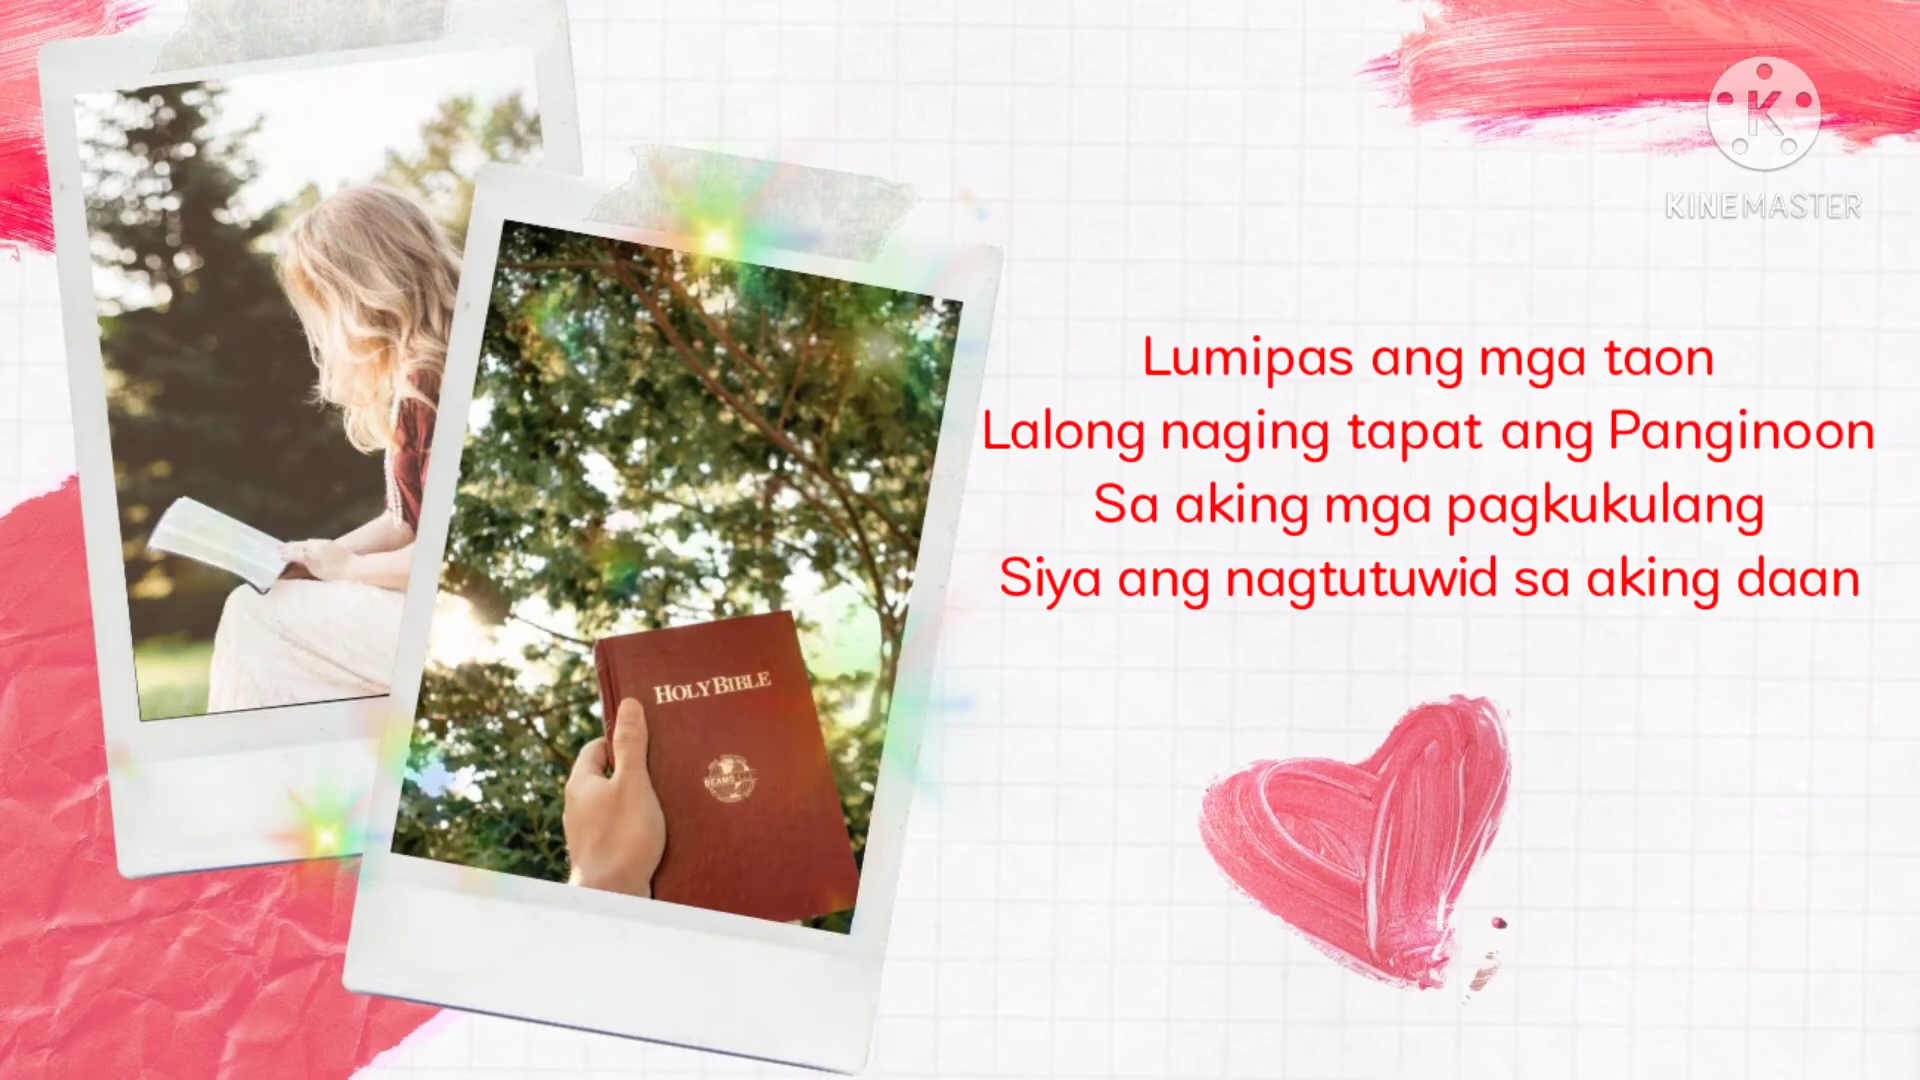 KINEMASTER
Lumipas ang mga taon
Lalong naging tapat ang Panginoon
Sa aking mga pagkukulang
Siya ang nagtutuwid sa aking daan
HOLY BIBLE